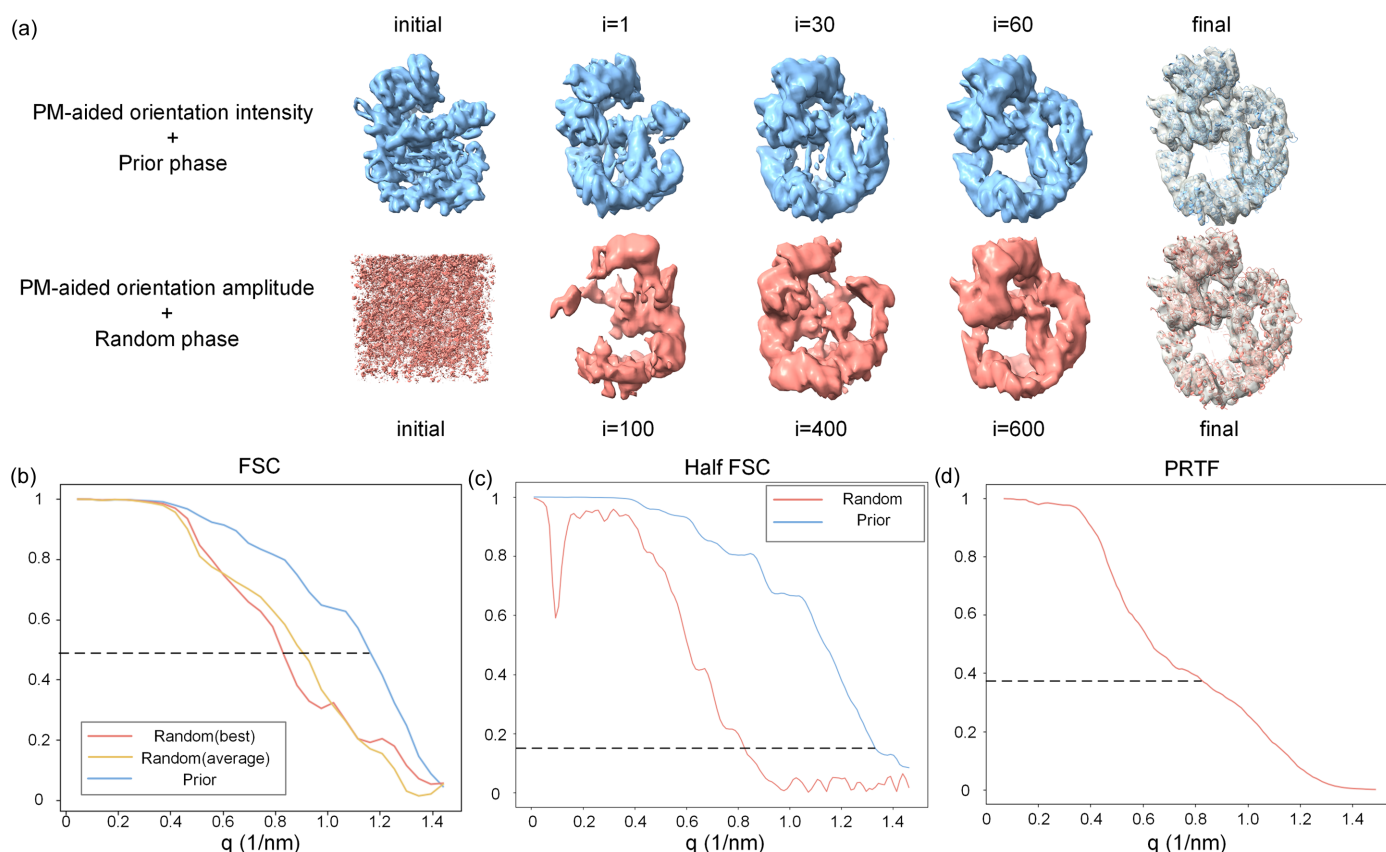 (a)
initial
i=1
i=30
i=60
final
PM-aided orientation intensity
+
Prior phase
PM-aided orientation amplitude
+
Random phase
initial
i=100
i=400
i=600
final
(b)
FSC
1
0.8
0.6
0.4
0.2
0
Random(best)
Random(average)
Prior
0
0.2
0.4
0.6
0.8
1.0
1.2
1.4
q (1/nm)
(c)
Half FSC
1
0.8
0.6
0.4
0.2
0
Random
Prior
0
0.2
0.4
0.6
0.8
1.0
1.2
1.4
q (1/nm)
(d)
PRTF
1
0.8
0.6
0.4
0.2
0
0
0.2
0.4
0.6
0.8
1.0
1.2
1.4
q (1/nm)